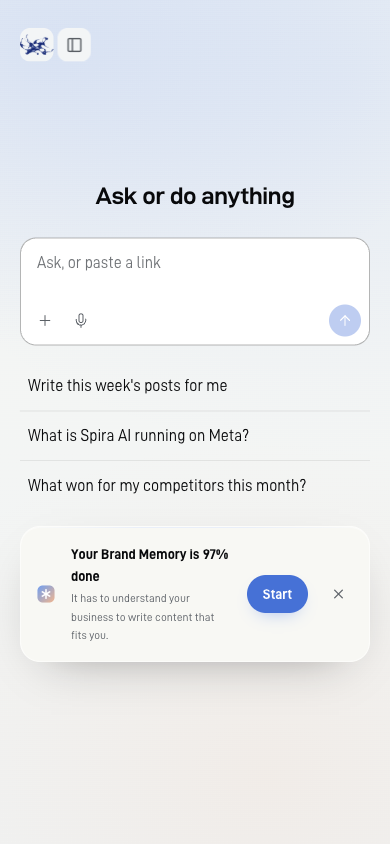 Ask or do anything
Ask, or paste a link
Write this week's posts for me
What is Spira AI running on Meta?
What won for my competitors this month?
Your Brand Memory is 97%
done
It has to understand your
business to write content that
fits you.
Start